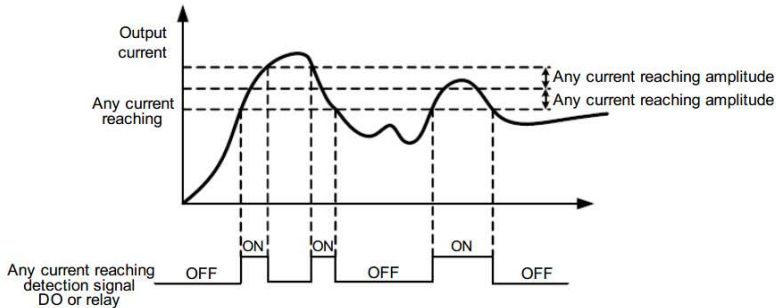 Output
current
Any current reaching amplitude
Any current
reaching
Any current reaching amplitude
ON
ON
ON
Any current reaching
detection signal
DO or relay
OFF
OFF
OFF